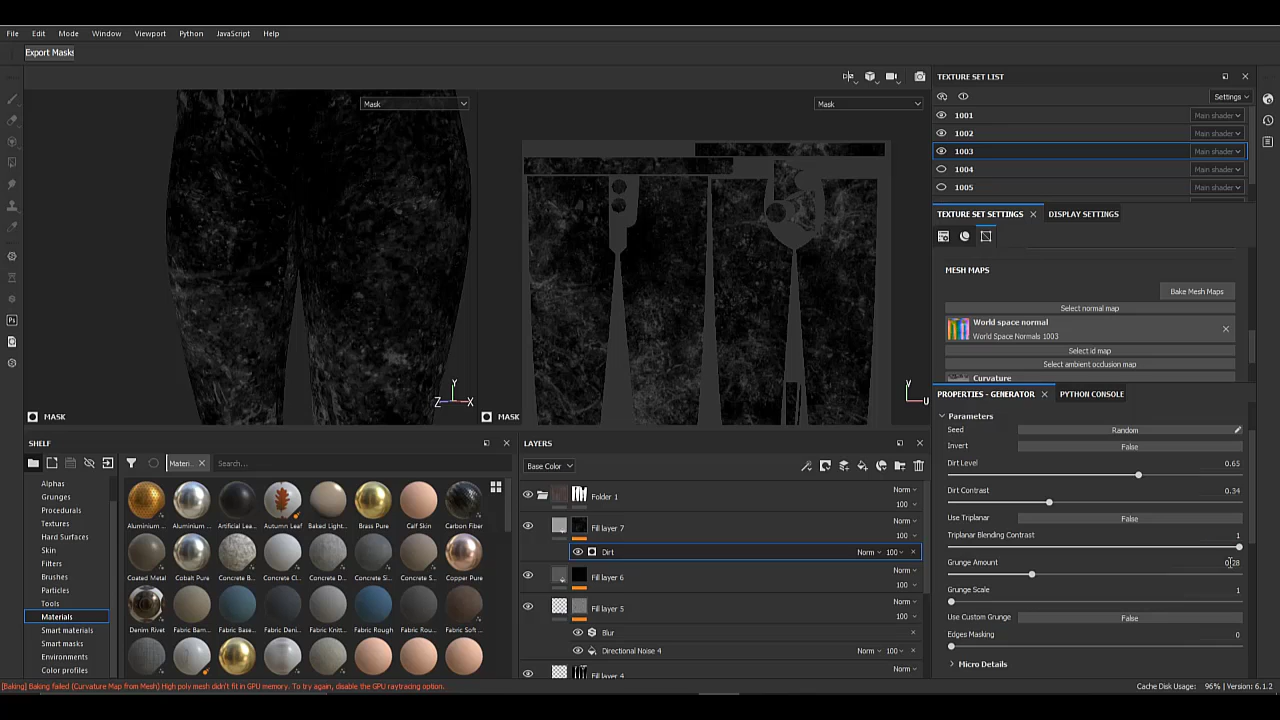 File Edit Mode Window Viewport Python JavaScript Help
Export Masks
Mask
Mask
Y
Z X
MASK
MASK
U
TEXTURE SET LIST
Settings
1001 Main shader
1002 Main shader
1003 Main shader
1004 Main shader
1005 Main shader
TEXTURE SET SETTINGS DISPLAY SETTINGS
MESH MAPS
Bake Mesh Maps
Select normal map
World space normal
World Space Normals 1003
Select id map
Select ambient occlusion map
Curvature
PROPERTIES - GENERATOR PYTHON CONSOLE
Parameters
Seed Random
Invert False
Dirt Level 0.65
Dirt Contrast 0.34
Use Triplanar False
Triplanar Blending Contrast 1
Grunge Amount 0.28
Grunge Scale 1
Use Custom Grunge False
Edges Masking 0
Micro Details
SHELF
Materi... Search...
Alphas
Grunges
Procedurals
Textures
Hard Surfaces
Skin
Filters
Brushes
Particles
Tools
Materials
Smart materials
Smart masks
Environments
Color profiles
Aluminium ... Aluminium ... Artificial Lea... Autumn Leaf Baked Light... Brass Pure Calf Skin Carbon Fiber
Coated Metal Cobalt Pure Concrete B... Concrete C... Concrete D... Concrete Si... Concrete S... Copper Pure
Denim Rivet Fabric Bam... Fabric Base... Fabric Deni... Fabric Knitt... Fabric Rough Fabric Rou... Fabric Soft ...
LAYERS
Base Color
Folder 1 Norm 100
Fill layer 7 Norm 100
Dirt Norm 100
Fill layer 6 Norm 100
Fill layer 5 Norm 100
Blur
Directional Noise 4 Norm 100
Fill layer 4 Norm
[Baking] Baking failed (Curvature Map from Mesh) High poly mesh didn't fit in GPU memory. To try again, disable the GPU raytracing option.
Cache Disk Usage: 96% | Version: 6.1.2